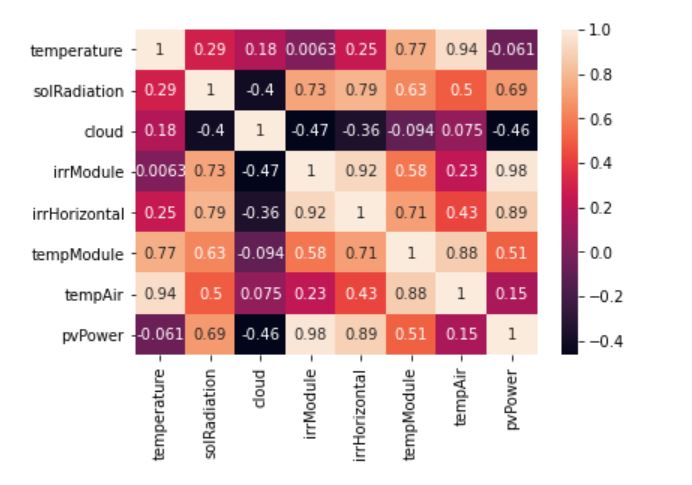 temperature 1 0.29 0.18 0.0063 0.25 0.77 0.94 -0.061
solRadiation 0.29 1 -0.4 0.73 0.79 0.63 0.5 0.69
cloud 0.18 -0.4 1 -0.47 -0.36 -0.094 0.075 -0.46
irrModule 0.0063 0.73 -0.47 1 0.92 0.58 0.23 0.98
irrHorizontal 0.25 0.79 -0.36 0.92 1 0.71 0.43 0.89
tempModule 0.77 0.63 -0.094 0.58 0.71 1 0.88 0.51
tempAir 0.94 0.5 0.075 0.23 0.43 0.88 1 0.15
pvPower -0.061 0.69 -0.46 0.98 0.89 0.51 0.15 1
temperature
solRadiation
cloud
irrModule
irrHorizontal
tempModule
tempAir
pvPower
1.0
0.8
0.6
0.4
0.2
0.0
−0.2
−0.4